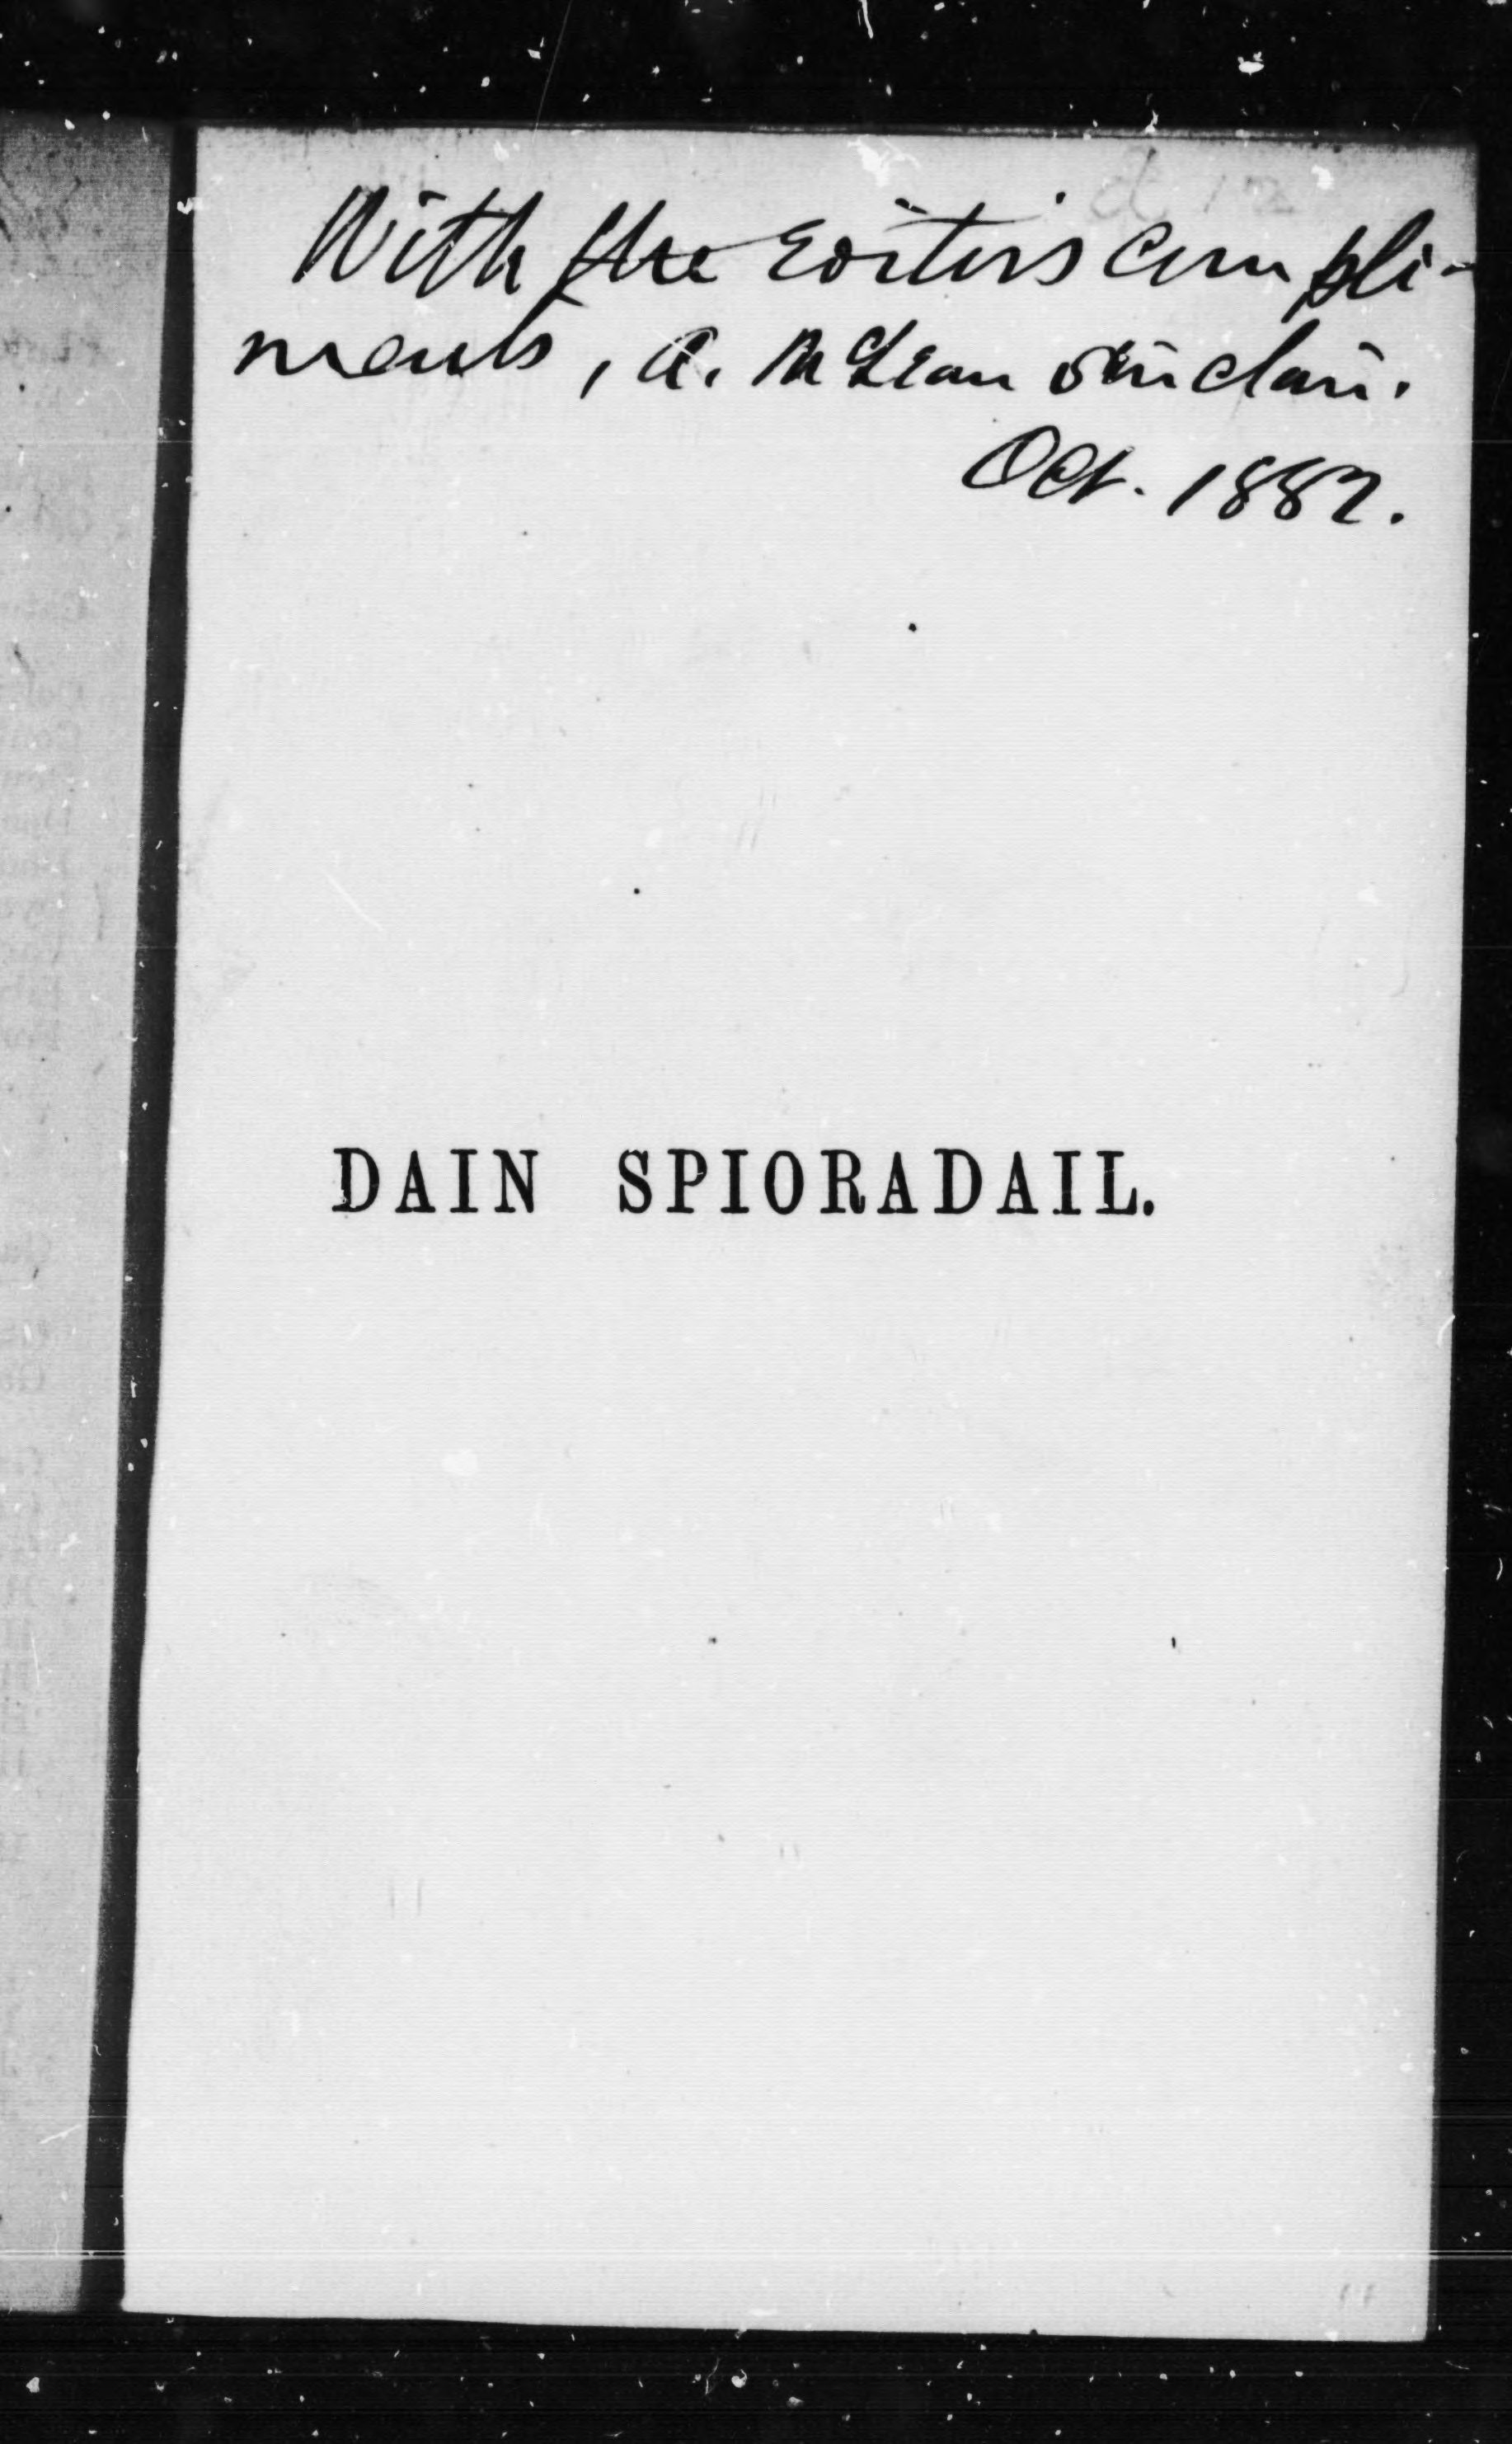 With the Editor's compli-
ments, A. McLean Sinclair.
Oct. 1882.
DAIN SPIORADAIL.